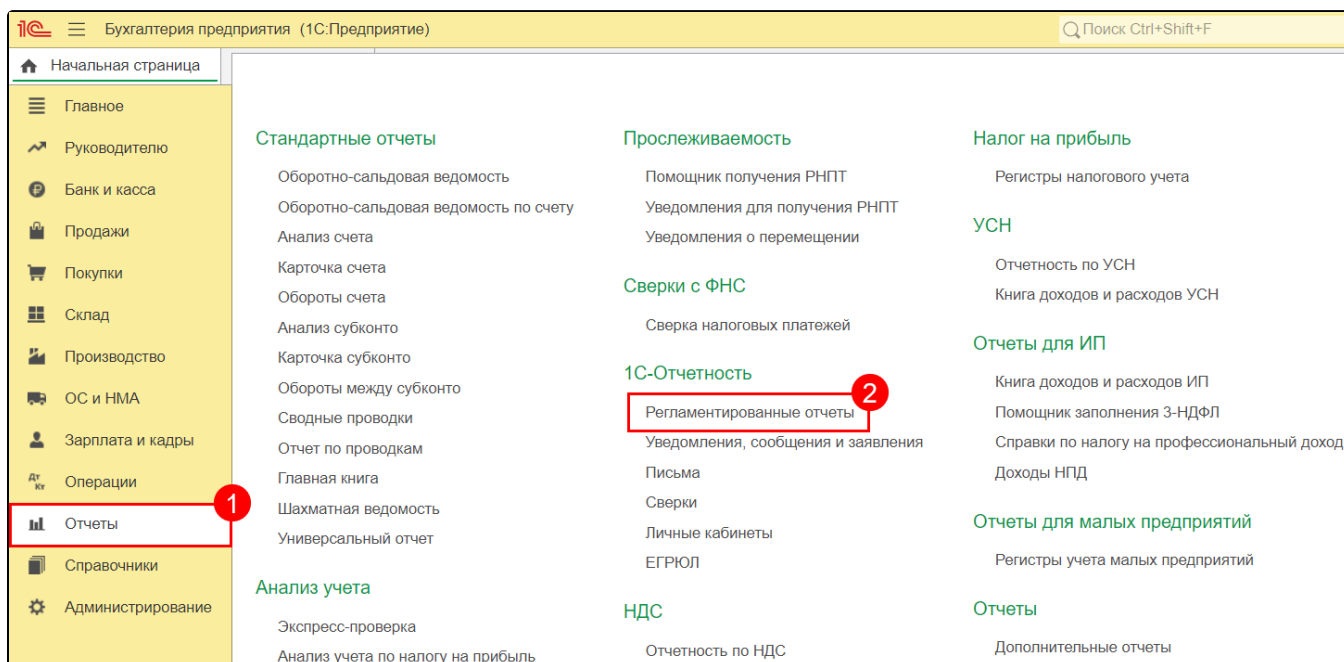 1С Бухгалтерия предприятия (1С:Предприятие)
Поиск Ctrl+Shift+F
Начальная страница
Главное
Руководителю
Банк и касса
Продажи
Покупки
Склад
Производство
ОС и НМА
Зарплата и кадры
Дт Кт Операции
1
Отчеты
Справочники
Администрирование
Стандартные отчеты
Оборотно-сальдовая ведомость
Оборотно-сальдовая ведомость по счету
Анализ счета
Карточка счета
Обороты счета
Анализ субконто
Карточка субконто
Обороты между субконто
Сводные проводки
Отчет по проводкам
Главная книга
Шахматная ведомость
Универсальный отчет
Анализ учета
Экспресс-проверка
Анализ учета по налогу на прибыль
Прослеживаемость
Помощник получения РНПТ
Уведомления для получения РНПТ
Уведомления о перемещении
Сверки с ФНС
Сверка налоговых платежей
1С-Отчетность
2
Регламентированные отчеты
Уведомления, сообщения и заявления
Письма
Сверки
Личные кабинеты
ЕГРЮЛ
НДС
Отчетность по НДС
Налог на прибыль
Регистры налогового учета
УСН
Отчетность по УСН
Книга доходов и расходов УСН
Отчеты для ИП
Книга доходов и расходов ИП
Помощник заполнения 3-НДФЛ
Справки по налогу на профессиональный доход
Доходы НПД
Отчеты для малых предприятий
Регистры учета малых предприятий
Отчеты
Дополнительные отчеты